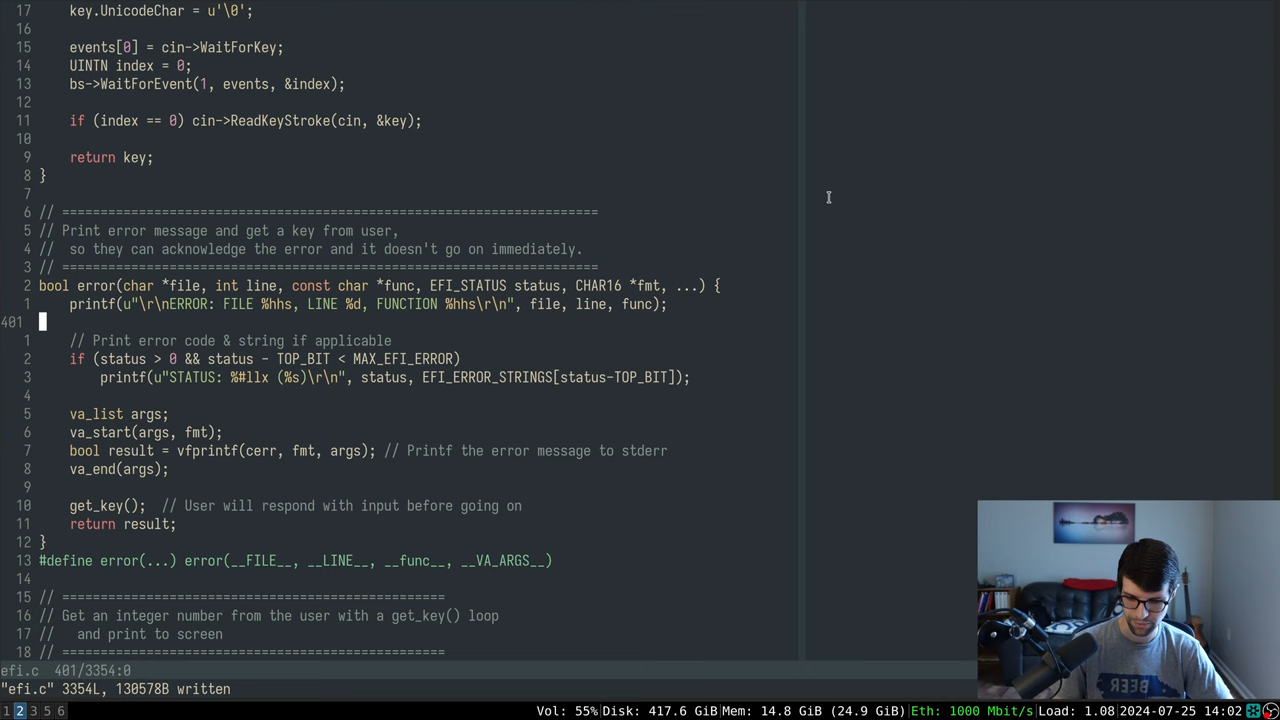 17 key.UnicodeChar = u'\0';
16
15 events[0] = cin->WaitForKey;
14 UINTN index = 0;
13 bs->WaitForEvent(1, events, &index);
12
11 if (index == 0) cin->ReadKeyStroke(cin, &key);
10
9 return key;
8 }
7
6 // ======================================================================
5 // Print error message and get a key from user,
4 //  so they can acknowledge the error and it doesn't go on immediately.
3 // ======================================================================
2 bool error(char *file, int line, const char *func, EFI_STATUS status, CHAR16 *fmt, ...) {
1 printf(u"\r\nERROR: FILE %hhs, LINE %d, FUNCTION %hhs\r\n", file, line, func);
401
1 // Print error code & string if applicable
2 if (status > 0 && status - TOP_BIT < MAX_EFI_ERROR)
3 printf(u"STATUS: %#llx (%s)\r\n", status, EFI_ERROR_STRINGS[status-TOP_BIT]);
4
5 va_list args;
6 va_start(args, fmt);
7 bool result = vfprintf(cerr, fmt, args); // Printf the error message to stderr
8 va_end(args);
9
10 get_key();  // User will respond with input before going on
11 return result;
12 }
13 #define error(...) error(__FILE__, __LINE__, __func__, __VA_ARGS__)
14
15 // ==================================================
16 // Get an integer number from the user with a get_key() loop
17 //   and print to screen
18 // ==================================================
efi.c 401/3354:0
"efi.c" 3354L, 130578B written
1 2 3 5 6 Vol: 55%|Disk: 417.6 GiB|Mem: 14.8 GiB (24.9 GiB)|Eth: 1000 Mbit/s|Load: 1.08|2024-07-25 14:02
BEER